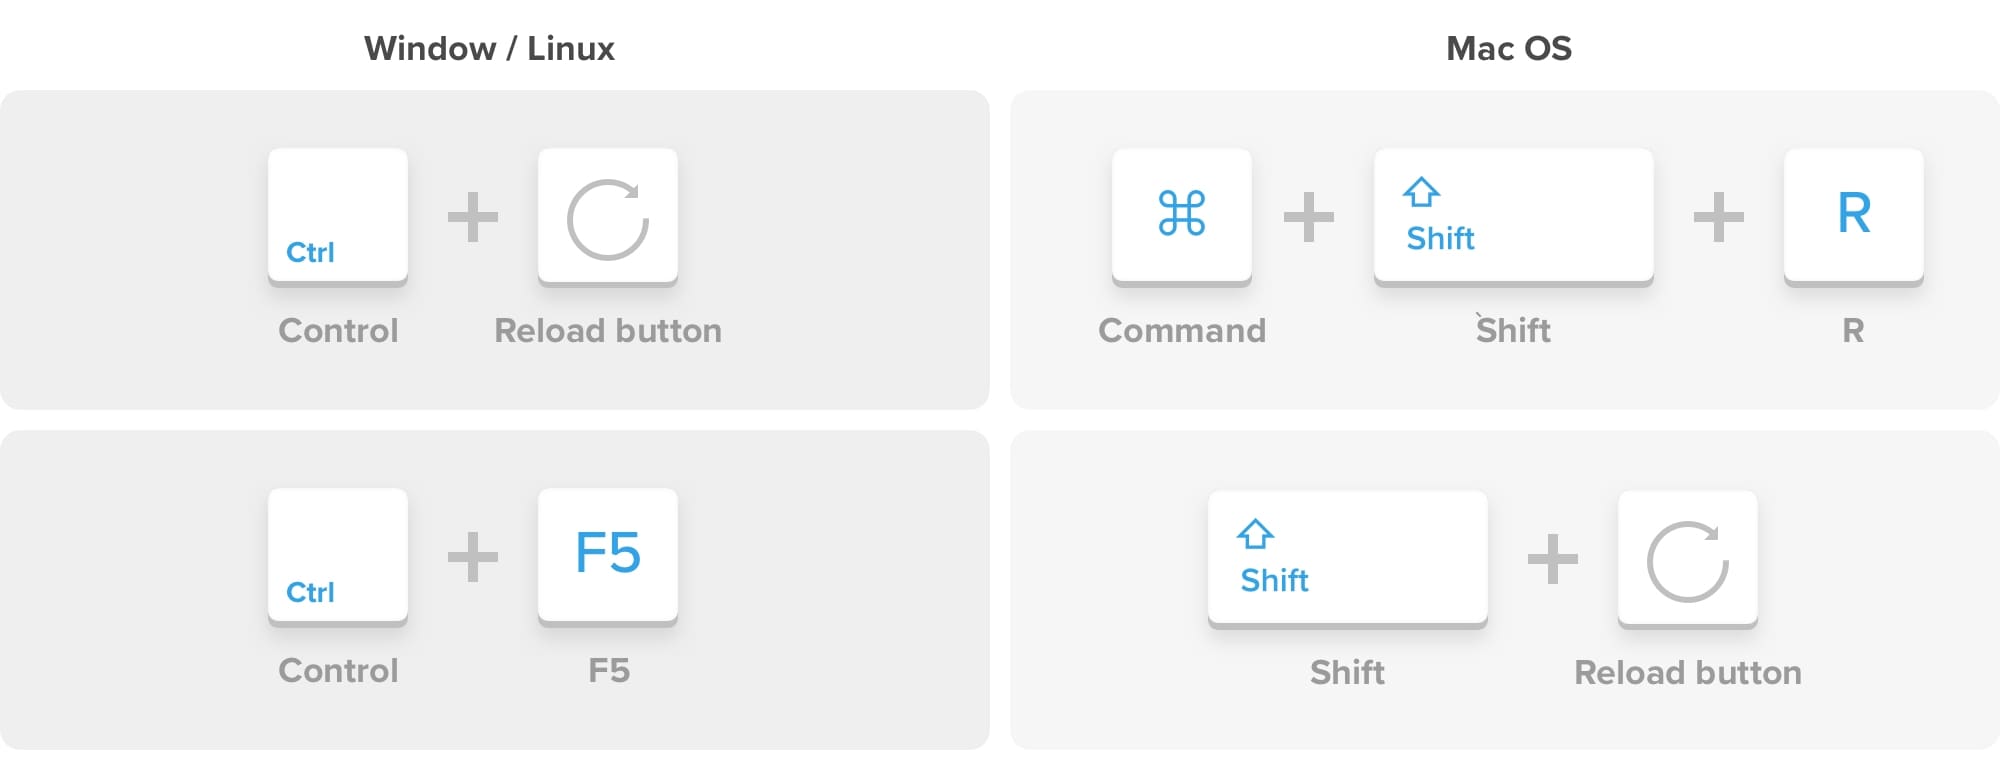 Window / Linux
Mac OS
Ctrl
Control
Reload button
⌘
Command
Shift
`Shift
R
R
Ctrl
Control
F5
F5
Shift
Shift
Reload button